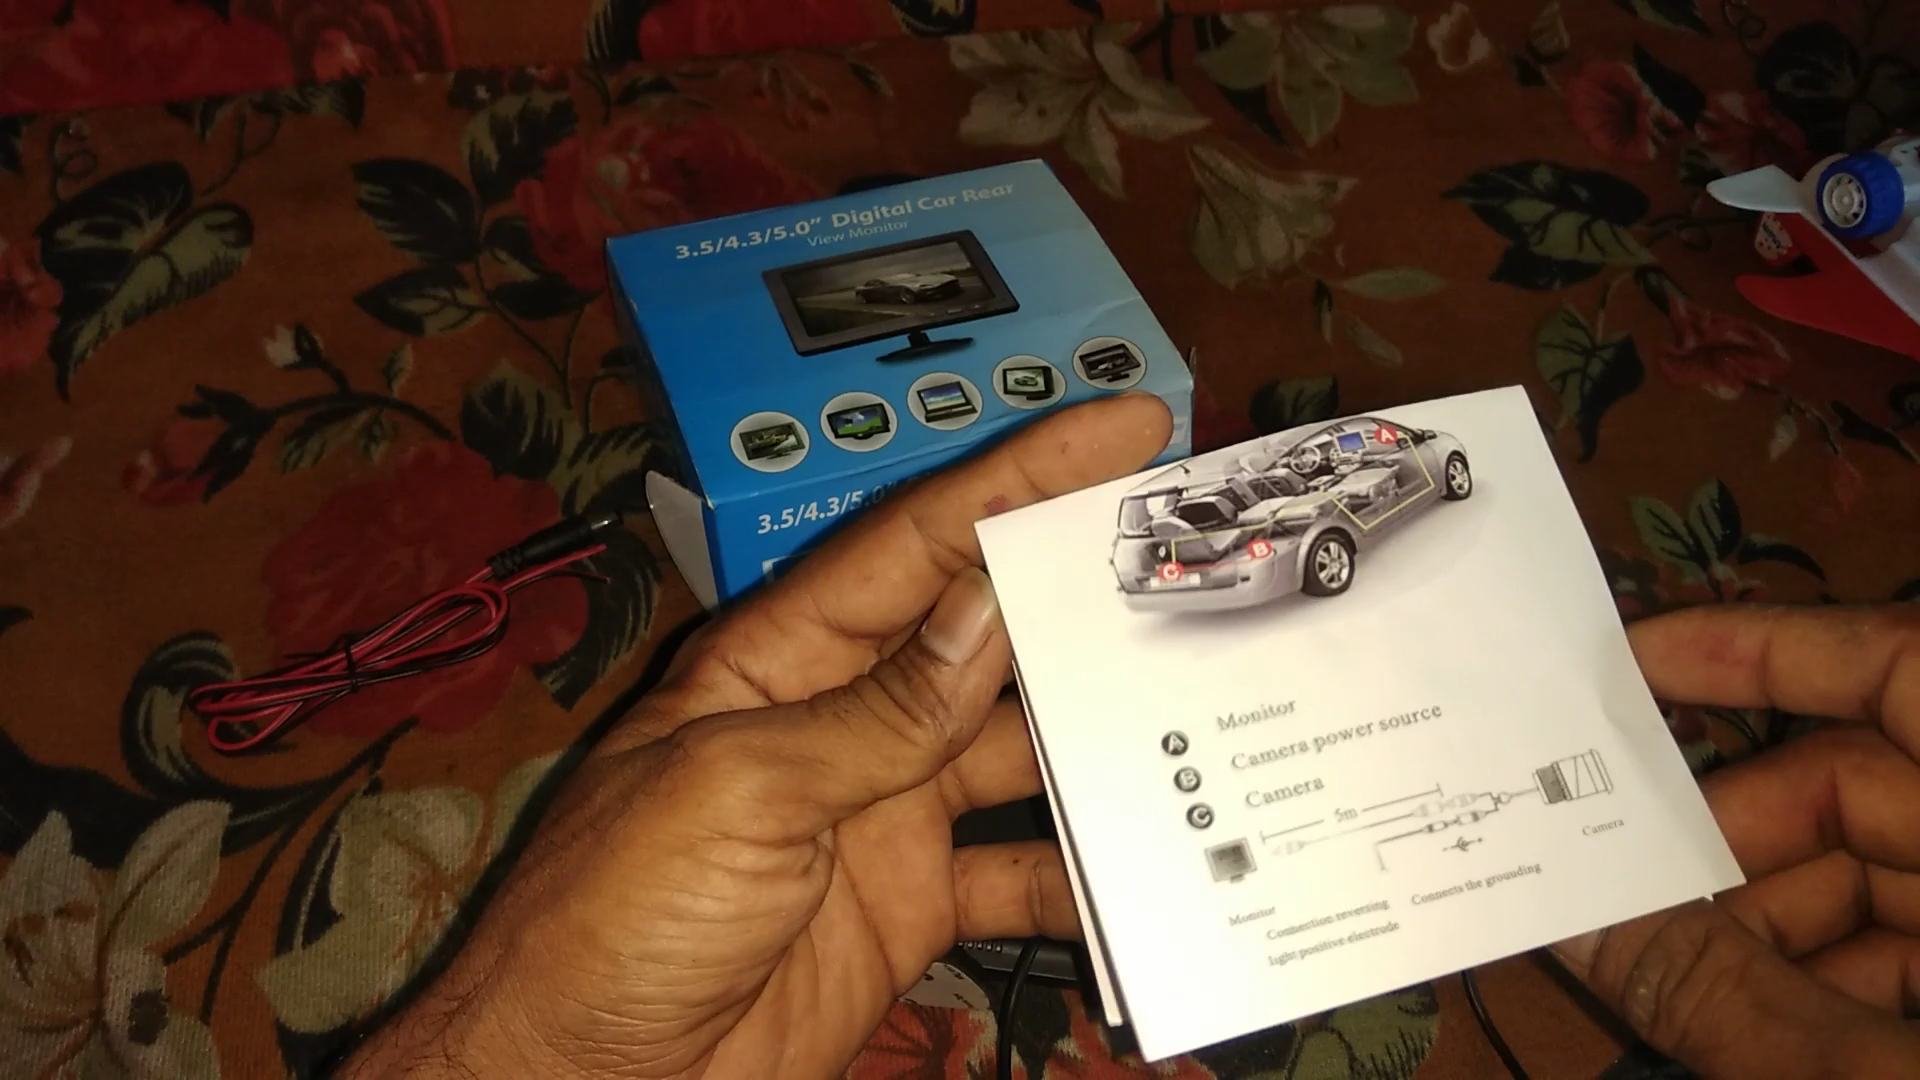 3.5/4.3/5.0" Digital Car Rear
View Monitor
3.5/4.3/5.0"
A
B
C
A Monitor
B Camera power source
C Camera
5m
Camera
Monitor
Connection reversing
light positive electrode
Connects the grouuding